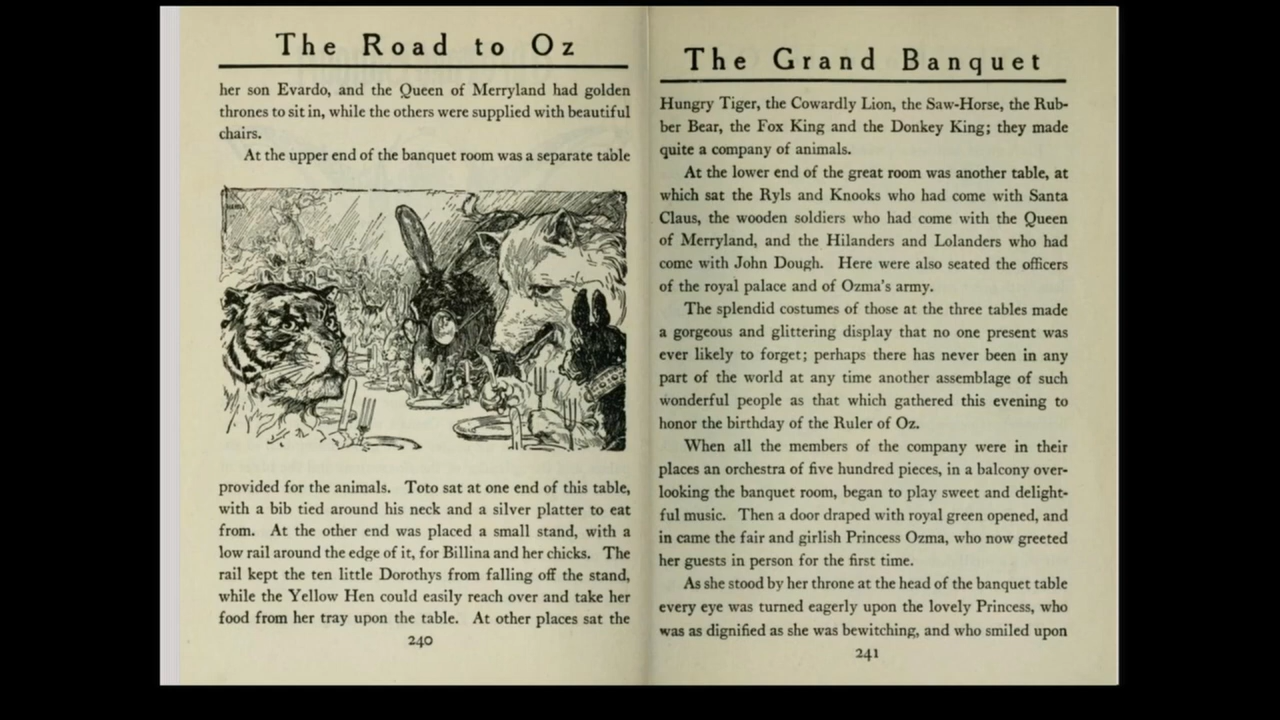 The Road to Oz
her son Evardo, and the Queen of Merryland had golden
thrones to sit in, while the others were supplied with beautiful
chairs.
At the upper end of the banquet room was a separate table
provided for the animals. Toto sat at one end of this table,
with a bib tied around his neck and a silver platter to eat
from. At the other end was placed a small stand, with a
low rail around the edge of it, for Billina and her chicks. The
rail kept the ten little Dorothys from falling off the stand,
while the Yellow Hen could easily reach over and take her
food from her tray upon the table. At other places sat the
240
The Grand Banquet
Hungry Tiger, the Cowardly Lion, the Saw-Horse, the Rub-
ber Bear, the Fox King and the Donkey King; they made
quite a company of animals.
At the lower end of the great room was another table, at
which sat the Ryls and Knooks who had come with Santa
Claus, the wooden soldiers who had come with the Queen
of Merryland, and the Hilanders and Lolanders who had
come with John Dough. Here were also seated the officers
of the royal palace and of Ozma's army.
The splendid costumes of those at the three tables made
a gorgeous and glittering display that no one present was
ever likely to forget; perhaps there has never been in any
part of the world at any time another assemblage of such
wonderful people as that which gathered this evening to
honor the birthday of the Ruler of Oz.
When all the members of the company were in their
places an orchestra of five hundred pieces, in a balcony over-
looking the banquet room, began to play sweet and delight-
ful music. Then a door draped with royal green opened, and
in came the fair and girlish Princess Ozma, who now greeted
her guests in person for the first time.
As she stood by her throne at the head of the banquet table
every eye was turned eagerly upon the lovely Princess, who
was as dignified as she was bewitching, and who smiled upon
241